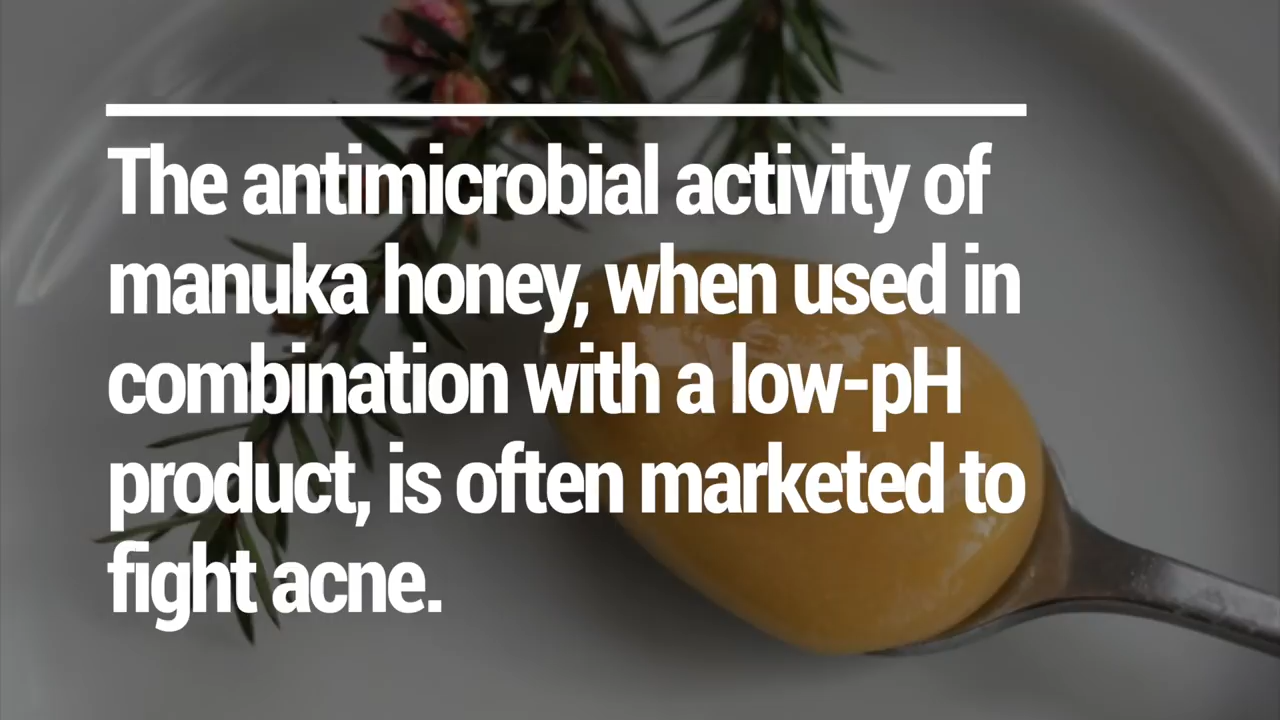 The antimicrobial activity of
manuka honey, when used in
combination with a low-pH
product, is often marketed to
fight acne.